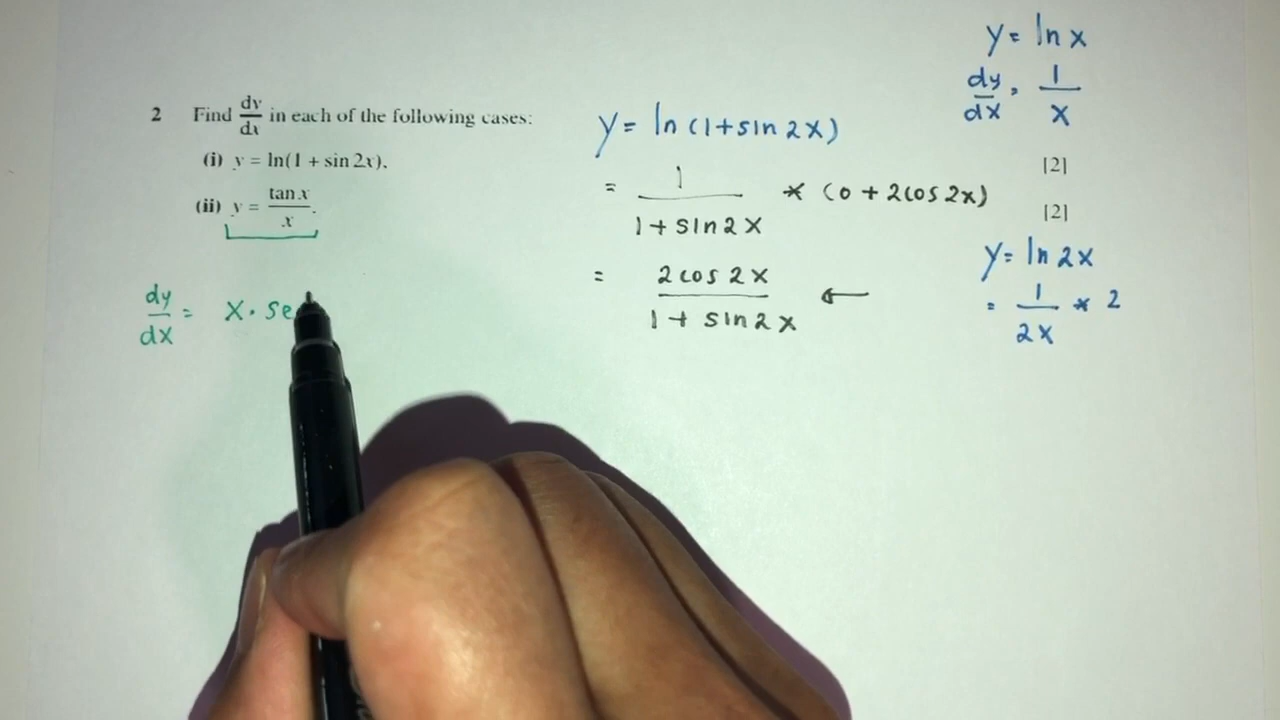 2 Find dy/dx in each of the following cases:
(i) y = ln(1 + sin 2x), [2]
(ii) y = tan x / x. [2]
dy/dx = x · se
y = ln(1+sin 2x)
= 1 / 1 + sin 2x * (0 + 2cos 2x)
= 2 cos 2x / 1 + sin 2x ←
y = ln x
dy/dx = 1/x
y = ln 2x
= 1/2x * 2